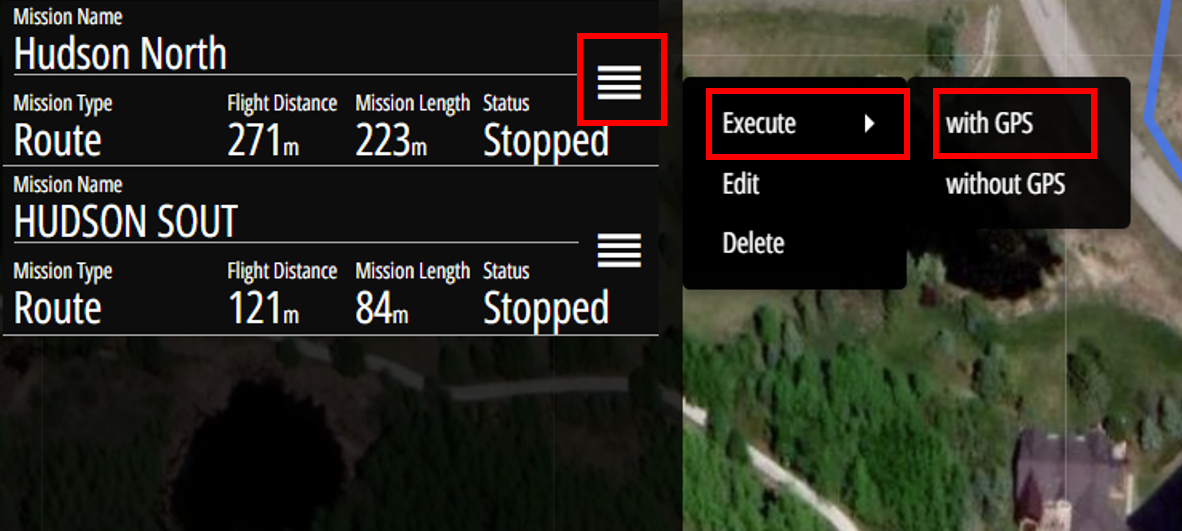 Mission Name
Hudson North
Mission Type Flight Distance Mission Length Status
Route 271m 223m Stopped
Mission Name
HUDSON SOUT
Mission Type Flight Distance Mission Length Status
Route 121m 84m Stopped
Execute
Edit
Delete
with GPS
without GPS